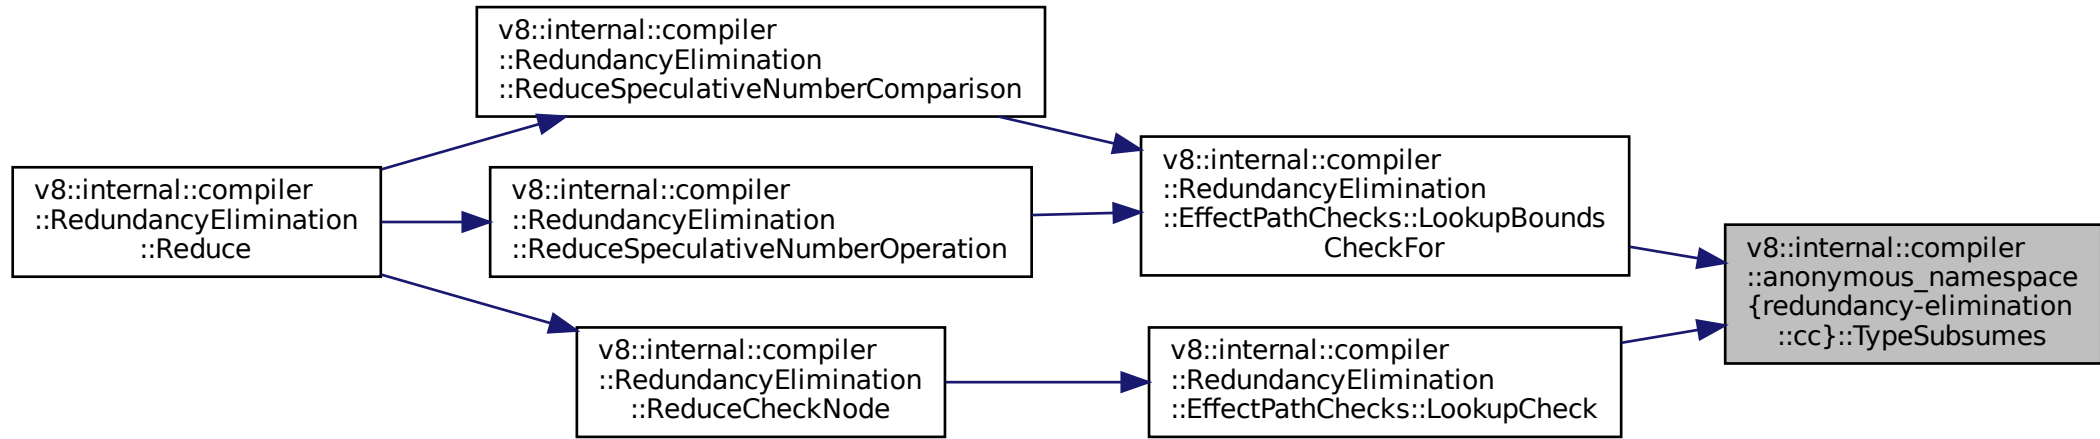 v8::internal::compiler
::RedundancyElimination
::Reduce
v8::internal::compiler
::RedundancyElimination
::ReduceSpeculativeNumberComparison
v8::internal::compiler
::RedundancyElimination
::ReduceSpeculativeNumberOperation
v8::internal::compiler
::RedundancyElimination
::ReduceCheckNode
v8::internal::compiler
::RedundancyElimination
::EffectPathChecks::LookupBounds
CheckFor
v8::internal::compiler
::RedundancyElimination
::EffectPathChecks::LookupCheck
v8::internal::compiler
::anonymous_namespace
{redundancy-elimination
::cc}::TypeSubsumes